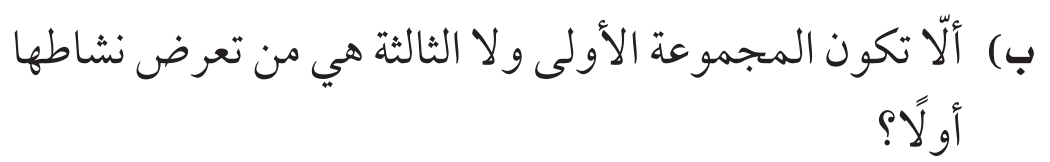 ب) ألّا تكون المجموعة الأولى ولا الثالثة هي من تعرض نشاطها
أولًا؟